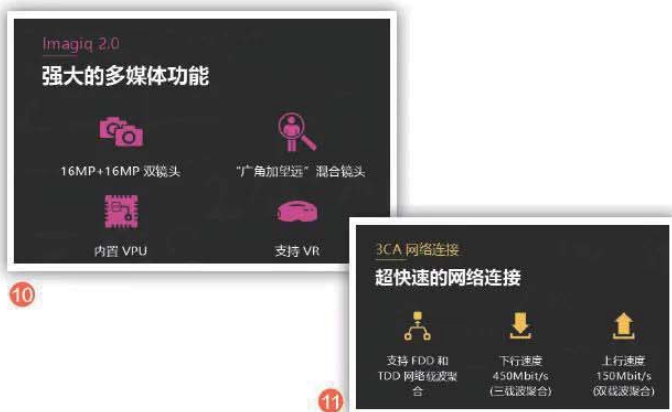 Imagiq 2.0
强大的多媒体功能
16MP+16MP 双镜头
“广角加望远”混合镜头
内置 VPU
支持 VR
10
3CA 网络连接
超快速的网络连接
支持 FDD 和
TDD 网络载波聚
合
下行速度
450Mbit/s
(三载波聚合)
上行速度
150Mbit/s
(双载波聚合)
11